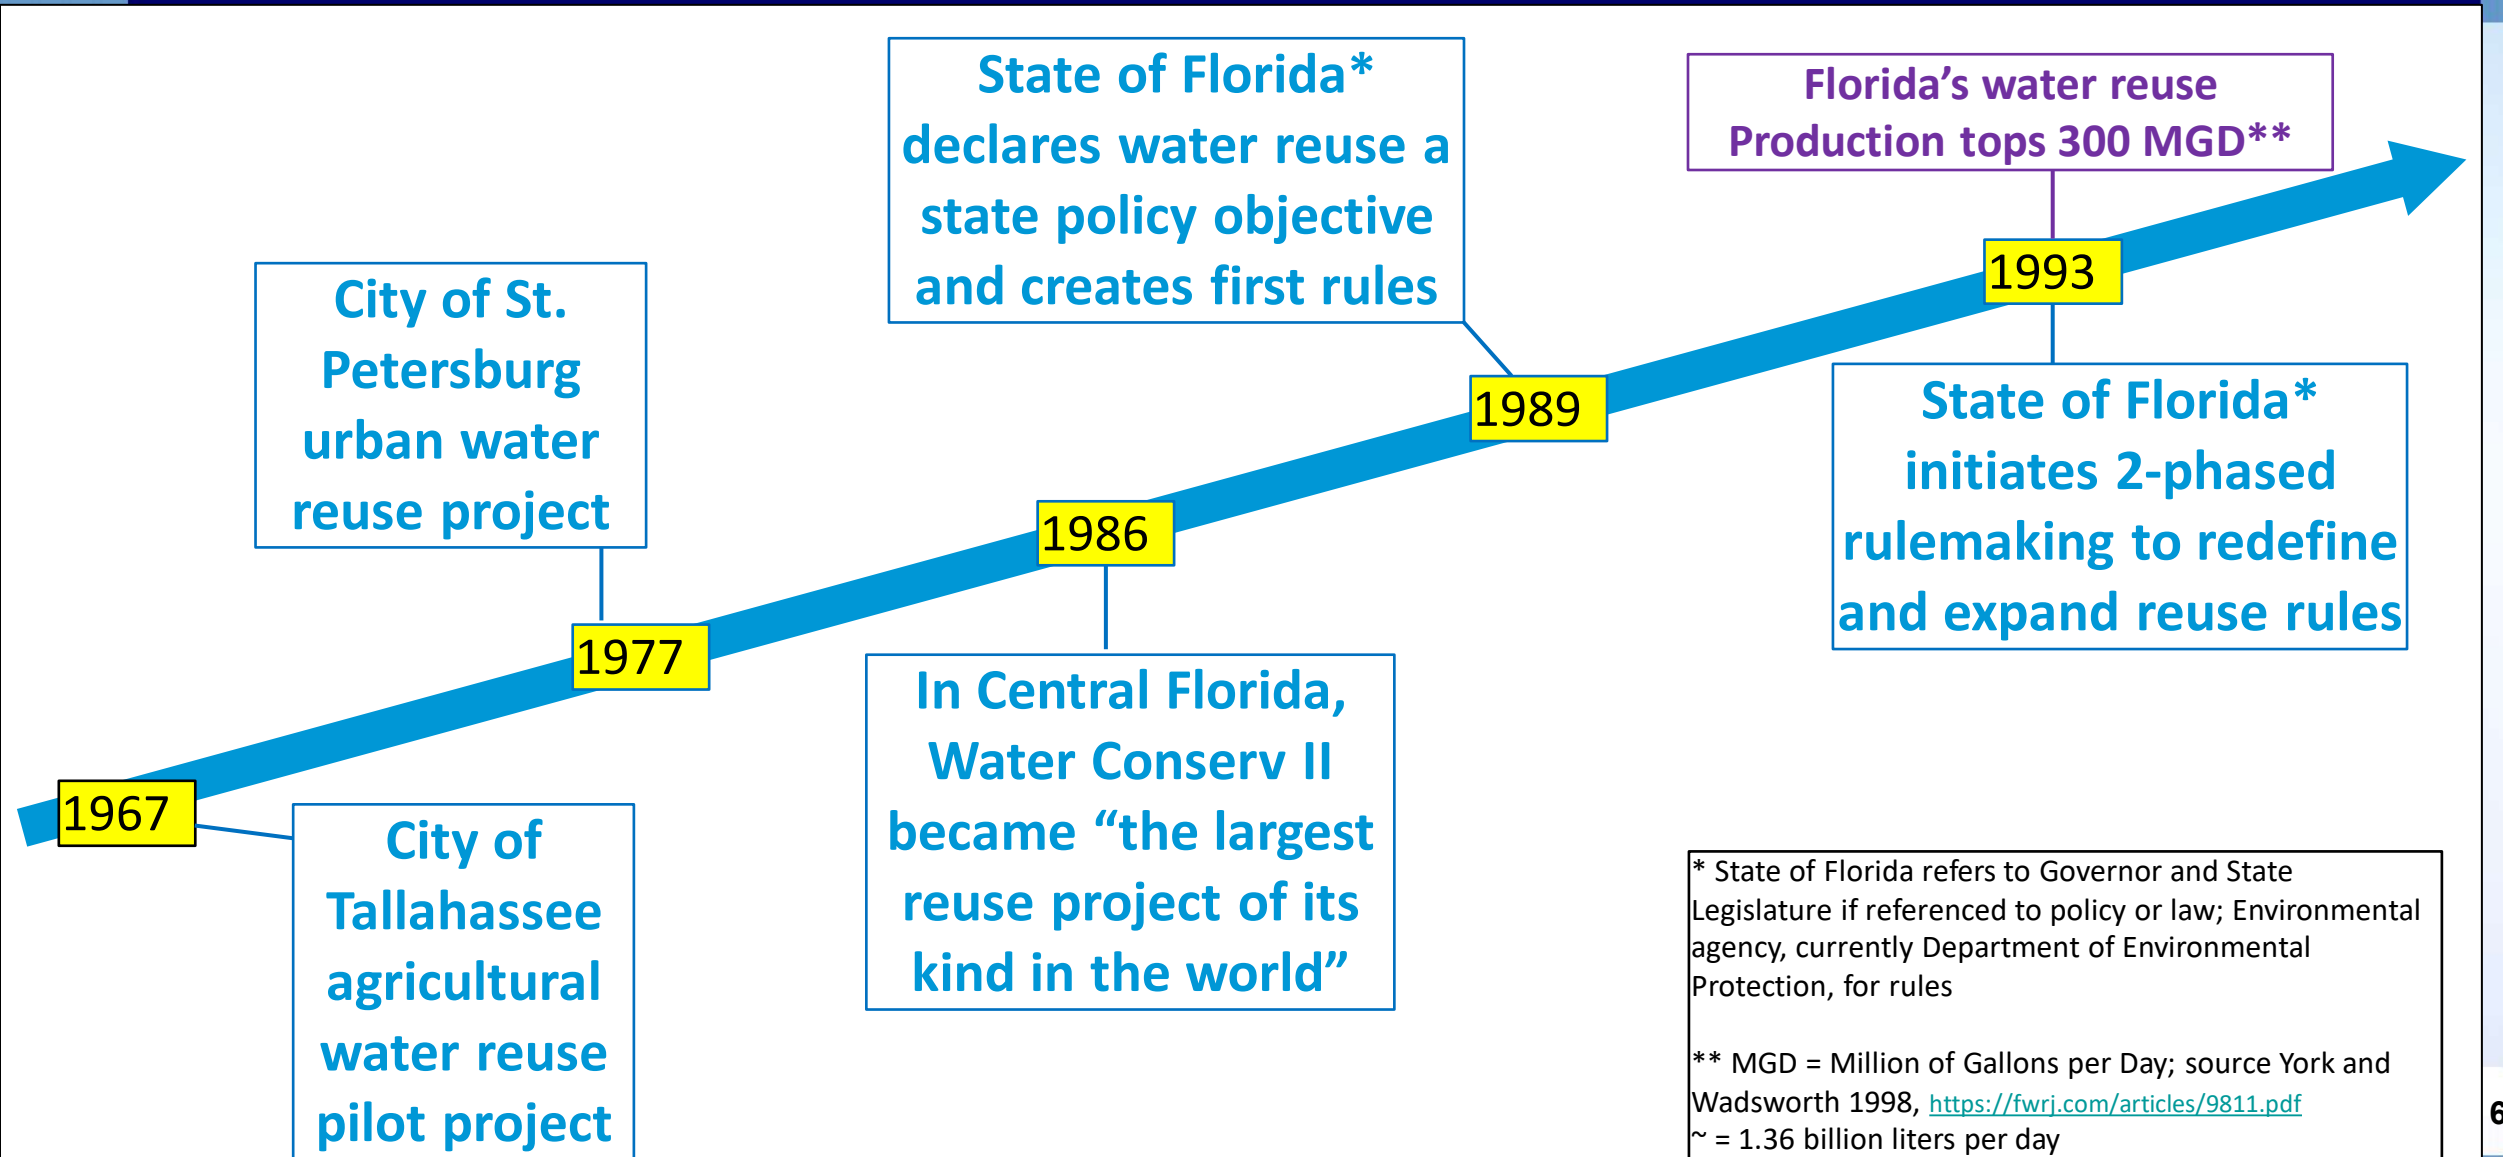 State of Florida*
declares water reuse a
state policy objective
and creates first rules
Florida’s water reuse
Production tops 300 MGD**
City of St.
Petersburg
urban water
reuse project
1993
1989
State of Florida*
initiates 2-phased
rulemaking to redefine
and expand reuse rules
1986
1977
In Central Florida,
Water Conserv II
became “the largest
reuse project of its
kind in the world”
1967
City of
Tallahassee
agricultural
water reuse
pilot project
* State of Florida refers to Governor and State
Legislature if referenced to policy or law; Environmental
agency, currently Department of Environmental
Protection, for rules
** MGD = Million of Gallons per Day; source York and
Wadsworth 1998, https://fwrj.com/articles/9811.pdf
~ = 1.36 billion liters per day
6